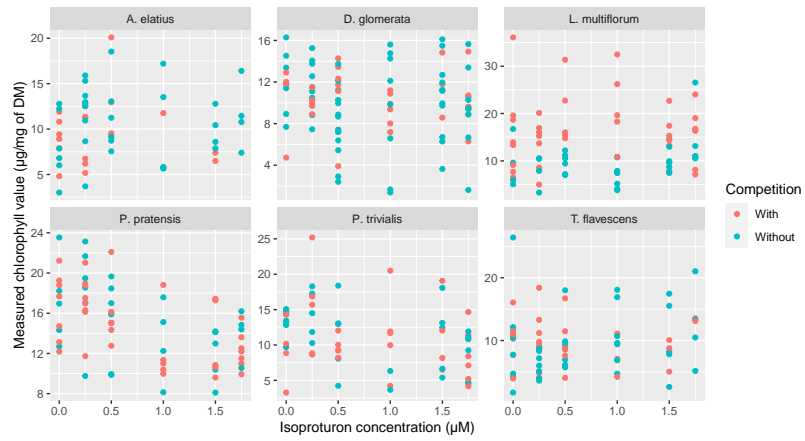 A. elatius
D. glomerata
L. multiflorum
20
15
10
5
16
12
8
4
30
20
10
P. pratensis
P. trivialis
T. flavescens
24
20
16
12
8
25
20
15
10
5
20
10
0.0 0.5 1.0 1.5
0.0 0.5 1.0 1.5
0.0 0.5 1.0 1.5
Measured chlorophyll value (µg/mg of DM)
Isoproturon concentration (µM)
Competition
With
Without